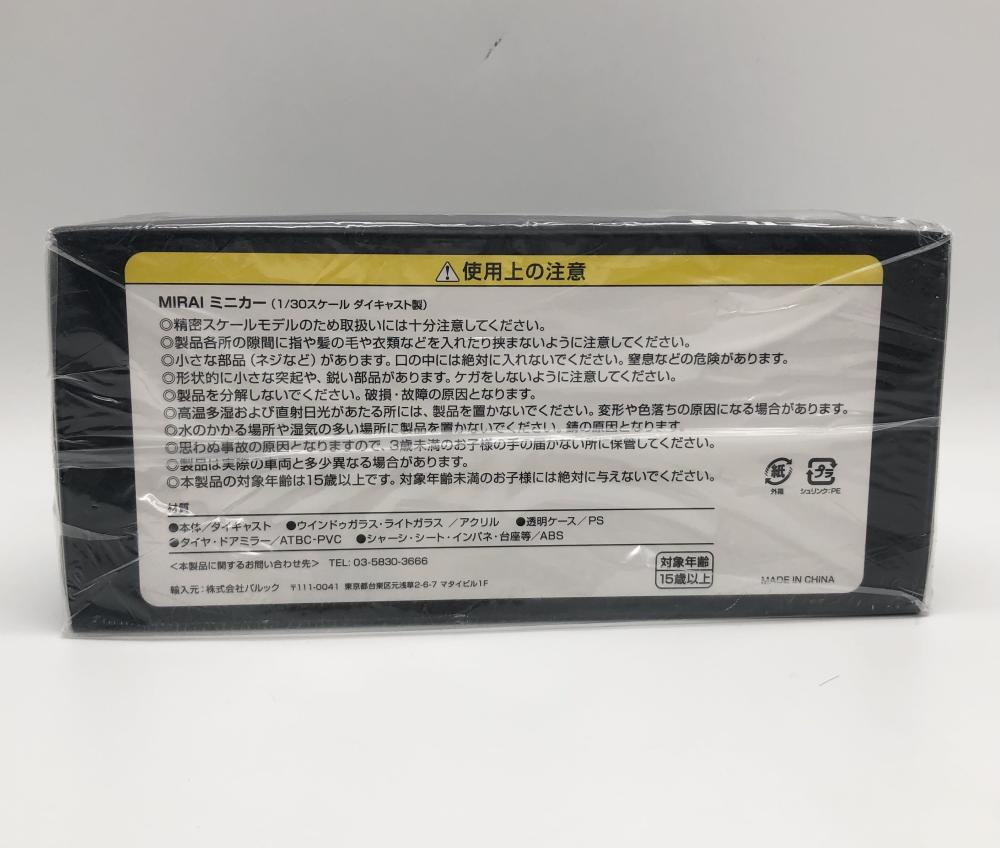 ⚠使用上の注意
MIRAI ミニカー（1/30スケール ダイキャスト製）
◎精密スケールモデルのため取扱いには十分注意してください。
◎製品各所の隙間に指や髪の毛や衣類などを入れたり挟まないように注意してください。
◎小さな部品（ネジなど）があります。口の中には絶対に入れないでください。窒息などの危険があります。
◎形状的に小さな突起や、鋭い部品があります。ケガをしないように注意してください。
◎製品を分解しないでください。破損・故障の原因となります。
◎高温多湿および直射日光があたる所には、製品を置かないでください。変形や色落ちの原因になる場合があります。
◎水のかかる場所や湿気の多い場所に製品を置かないでください。錆の原因となります。
◎思わぬ事故の原因となりますので、3歳未満のお子様の手の届かない所に保管してください。
◎製品は実際の車両と多少異なる場合があります。
◎本製品の対象年齢は15歳以上です。対象年齢未満のお子様には絶対に与えないでください。
紙 プラ
外箱 シュリンク:PE
材質
●本体／ダイキャスト ●ウインドゥガラス・ライトガラス ／アクリル ●透明ケース／PS
●タイヤ・ドアミラー／ATBC-PVC ●シャーシ・シート・インパネ・台座等／ABS
＜本製品に関するお問い合わせ先＞ TEL: 03-5830-3666
輸入元：株式会社バルック 〒111-0041 東京都台東区元浅草2-6-7 マタイビル1F
対象年齢
15歳以上
MADE IN CHINA